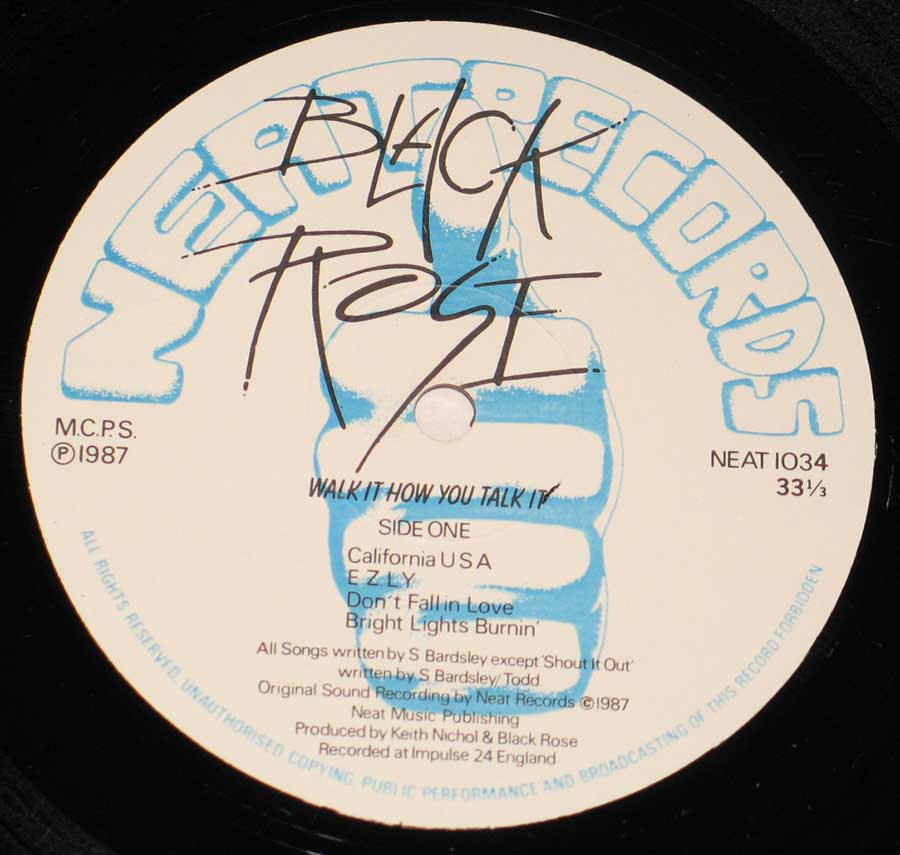 NEAT RECORDS
BLACK
ROSE
M.C.P.S.
Ⓟ1987
NEAT 1034
33⅓
WALK IT HOW YOU TALK IT
SIDE ONE
California U S A
E Z L Y
Don't Fall in Love
Bright Lights Burnin'
All Songs written by S Bardsley except 'Shout It Out'
written by S Bardsley/Todd
Original Sound Recording by Neat Records ©1987
Neat Music Publishing
Produced by Keith Nichol & Black Rose
Recorded at Impulse 24 England
ALL RIGHTS RESERVED. UNAUTHORISED COPYING, PUBLIC PERFORMANCE AND BROADCASTING OF THIS RECORD FORBIDDEN